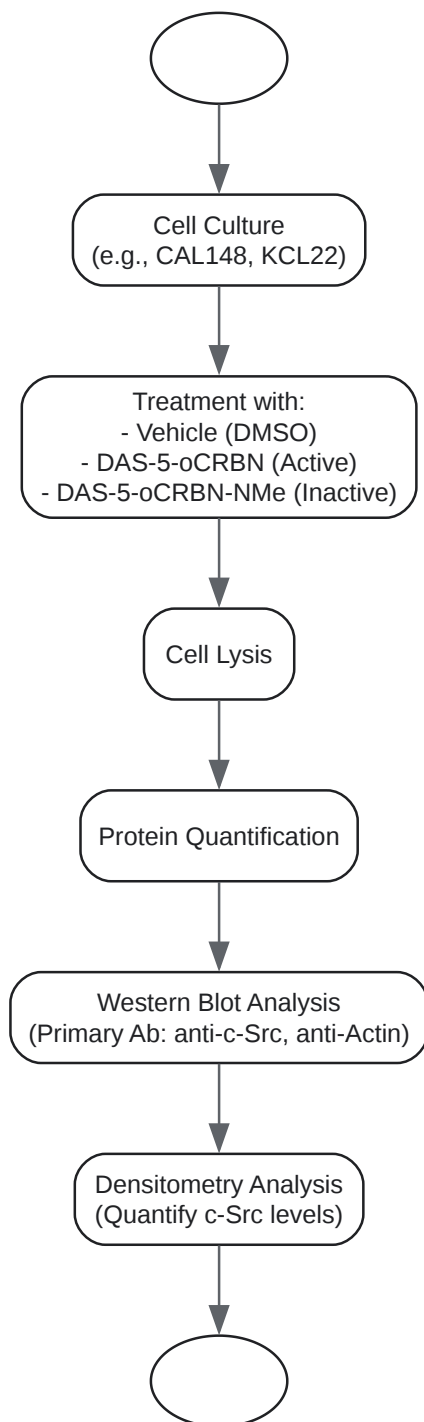 Cell Culture
(e.g., CAL148, KCL22)
Treatment with:
- Vehicle (DMSO)
- DAS-5-oCRBN (Active)
- DAS-5-oCRBN-NMe (Inactive)
Cell Lysis
Protein Quantification
Western Blot Analysis
(Primary Ab: anti-c-Src, anti-Actin)
Densitometry Analysis
(Quantify c-Src levels)